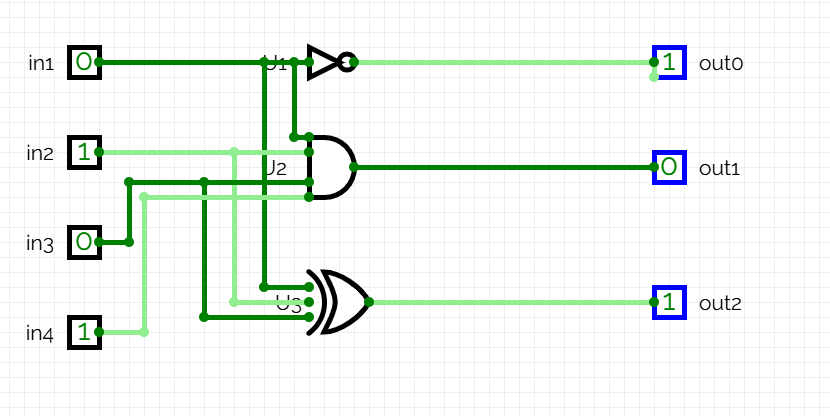 in1 0 U1 1 out0
in2 1 U2 0 out1
in3 0
in4 1 U3 1 out2